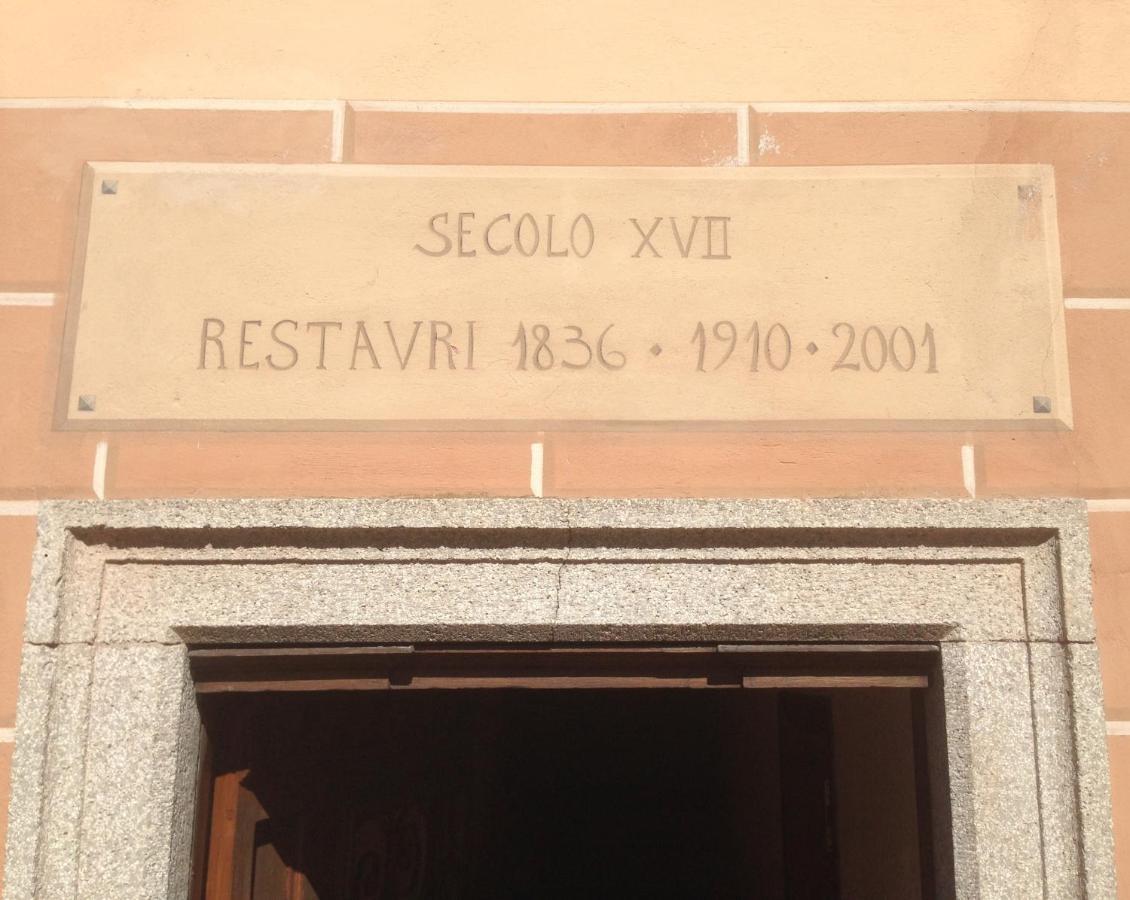 SECOLO XVII
RESTAVRI 1836 • 1910 • 2001